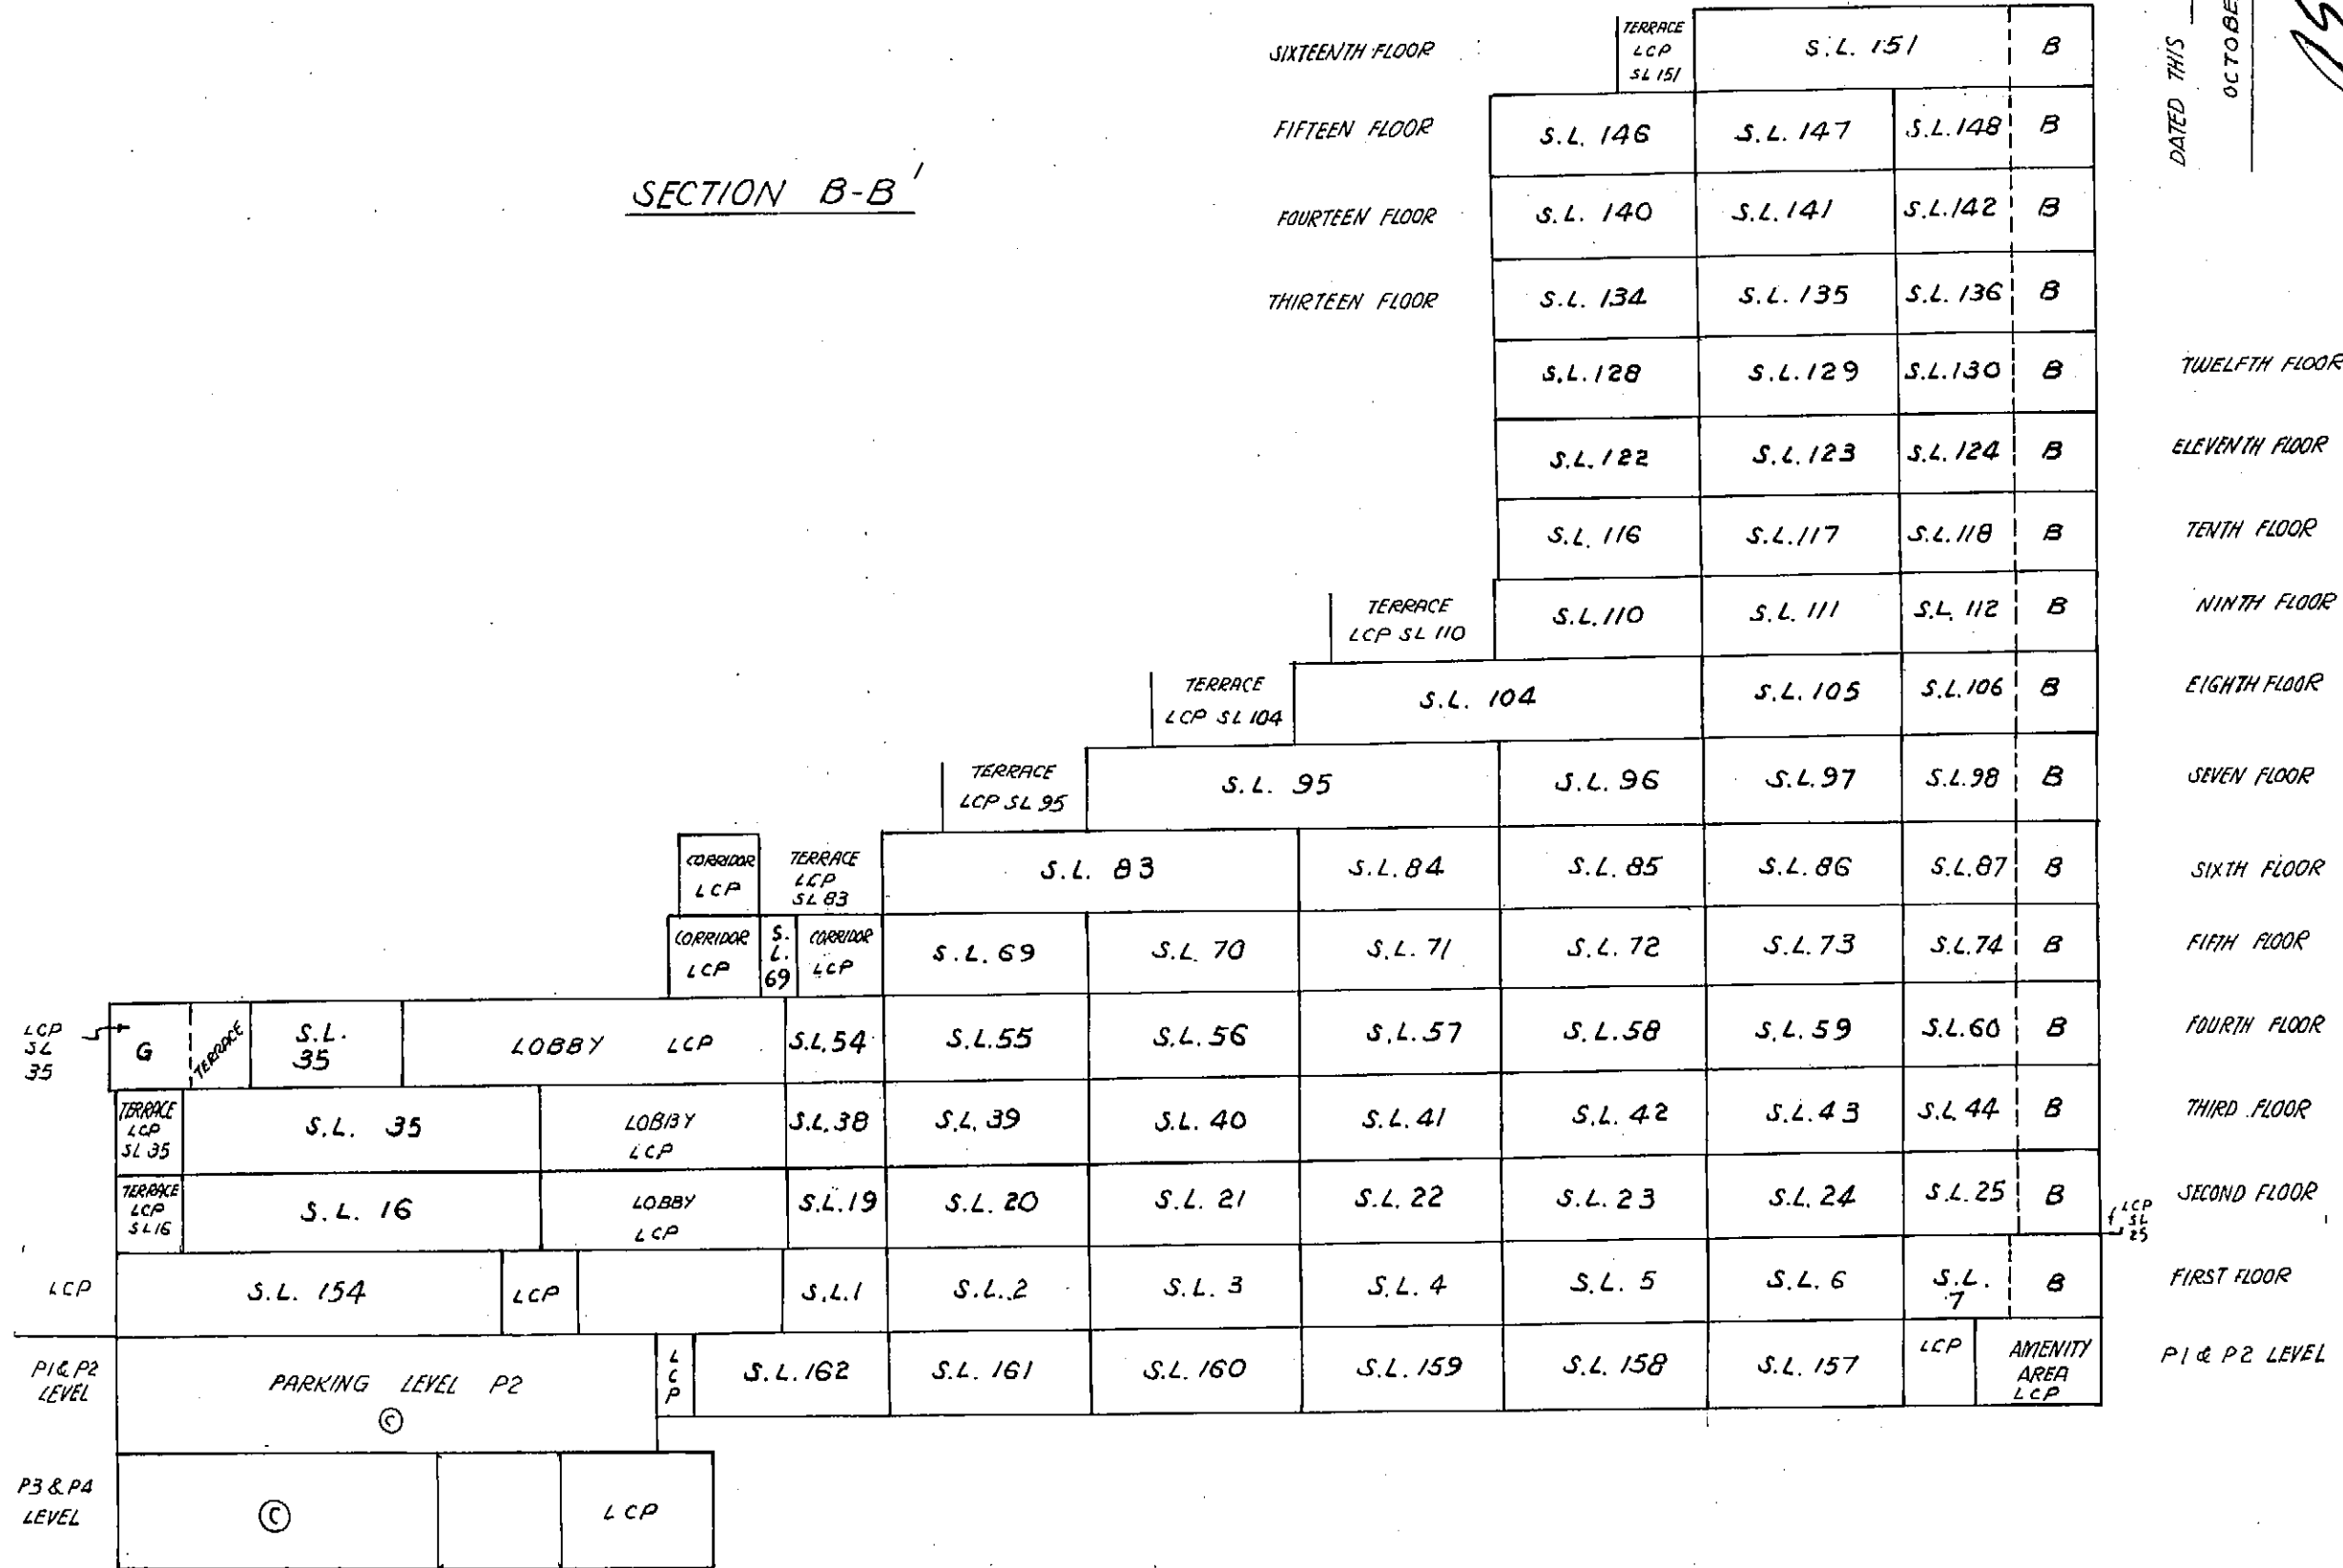 SECTION B-B'
DATED THIS
SIXTEENTH FLOOR
TERRACE
LCP
SL 151
S.L. 151
B
FIFTEEN FLOOR
S.L. 146
S.L. 147
S.L. 148
B
FOURTEEN FLOOR
S.L. 140
S.L. 141
S.L. 142
B
THIRTEEN FLOOR
S.L. 134
S.L. 135
S.L. 136
B
S.L. 128
S.L. 129
S.L. 130
B
TWELFTH FLOOR
S.L. 122
S.L. 123
S.L. 124
B
ELEVENTH FLOOR
S.L. 116
S.L. 117
S.L. 118
B
TENTH FLOOR
TERRACE
LCP SL 110
S.L. 110
S.L. 111
S.L. 112
B
NINTH FLOOR
TERRACE
LCP SL 104
S.L. 104
S.L. 105
S.L. 106
B
EIGHTH FLOOR
TERRACE
LCP SL 95
S.L. 95
S.L. 96
S.L. 97
S.L. 98
B
SEVEN FLOOR
CORRIDOR
LCP
TERRACE
LCP
SL 83
S.L. 83
S.L. 84
S.L. 85
S.L. 86
S.L. 87
B
SIXTH FLOOR
CORRIDOR
LCP
S.
L.
69
CORRIDOR
LCP
S.L. 69
S.L. 70
S.L. 71
S.L. 72
S.L. 73
S.L. 74
B
FIFTH FLOOR
LCP
SL
35
G
TERRACE
S.L.
35
LOBBY LCP
S.L. 54
S.L. 55
S.L. 56
S.L. 57
S.L. 58
S.L. 59
S.L. 60
B
FOURTH FLOOR
TERRACE
LCP
SL 35
S.L. 35
LOBBY
LCP
S.L. 38
S.L. 39
S.L. 40
S.L. 41
S.L. 42
S.L. 43
S.L. 44
B
THIRD FLOOR
TERRACE
LCP
SL 16
S.L. 16
LOBBY
LCP
S.L. 19
S.L. 20
S.L. 21
S.L. 22
S.L. 23
S.L. 24
S.L. 25
B
LCP
SL
25
SECOND FLOOR
LCP
S.L. 154
LCP
S.L. 1
S.L. 2
S.L. 3
S.L. 4
S.L. 5
S.L. 6
S.L.
7
B
FIRST FLOOR
P1 & P2
LEVEL
PARKING LEVEL P2
©
L
C
P
S.L. 162
S.L. 161
S.L. 160
S.L. 159
S.L. 158
S.L. 157
LCP
AMENITY
AREA
LCP
P1 & P2 LEVEL
P3 & P4
LEVEL
©
LCP